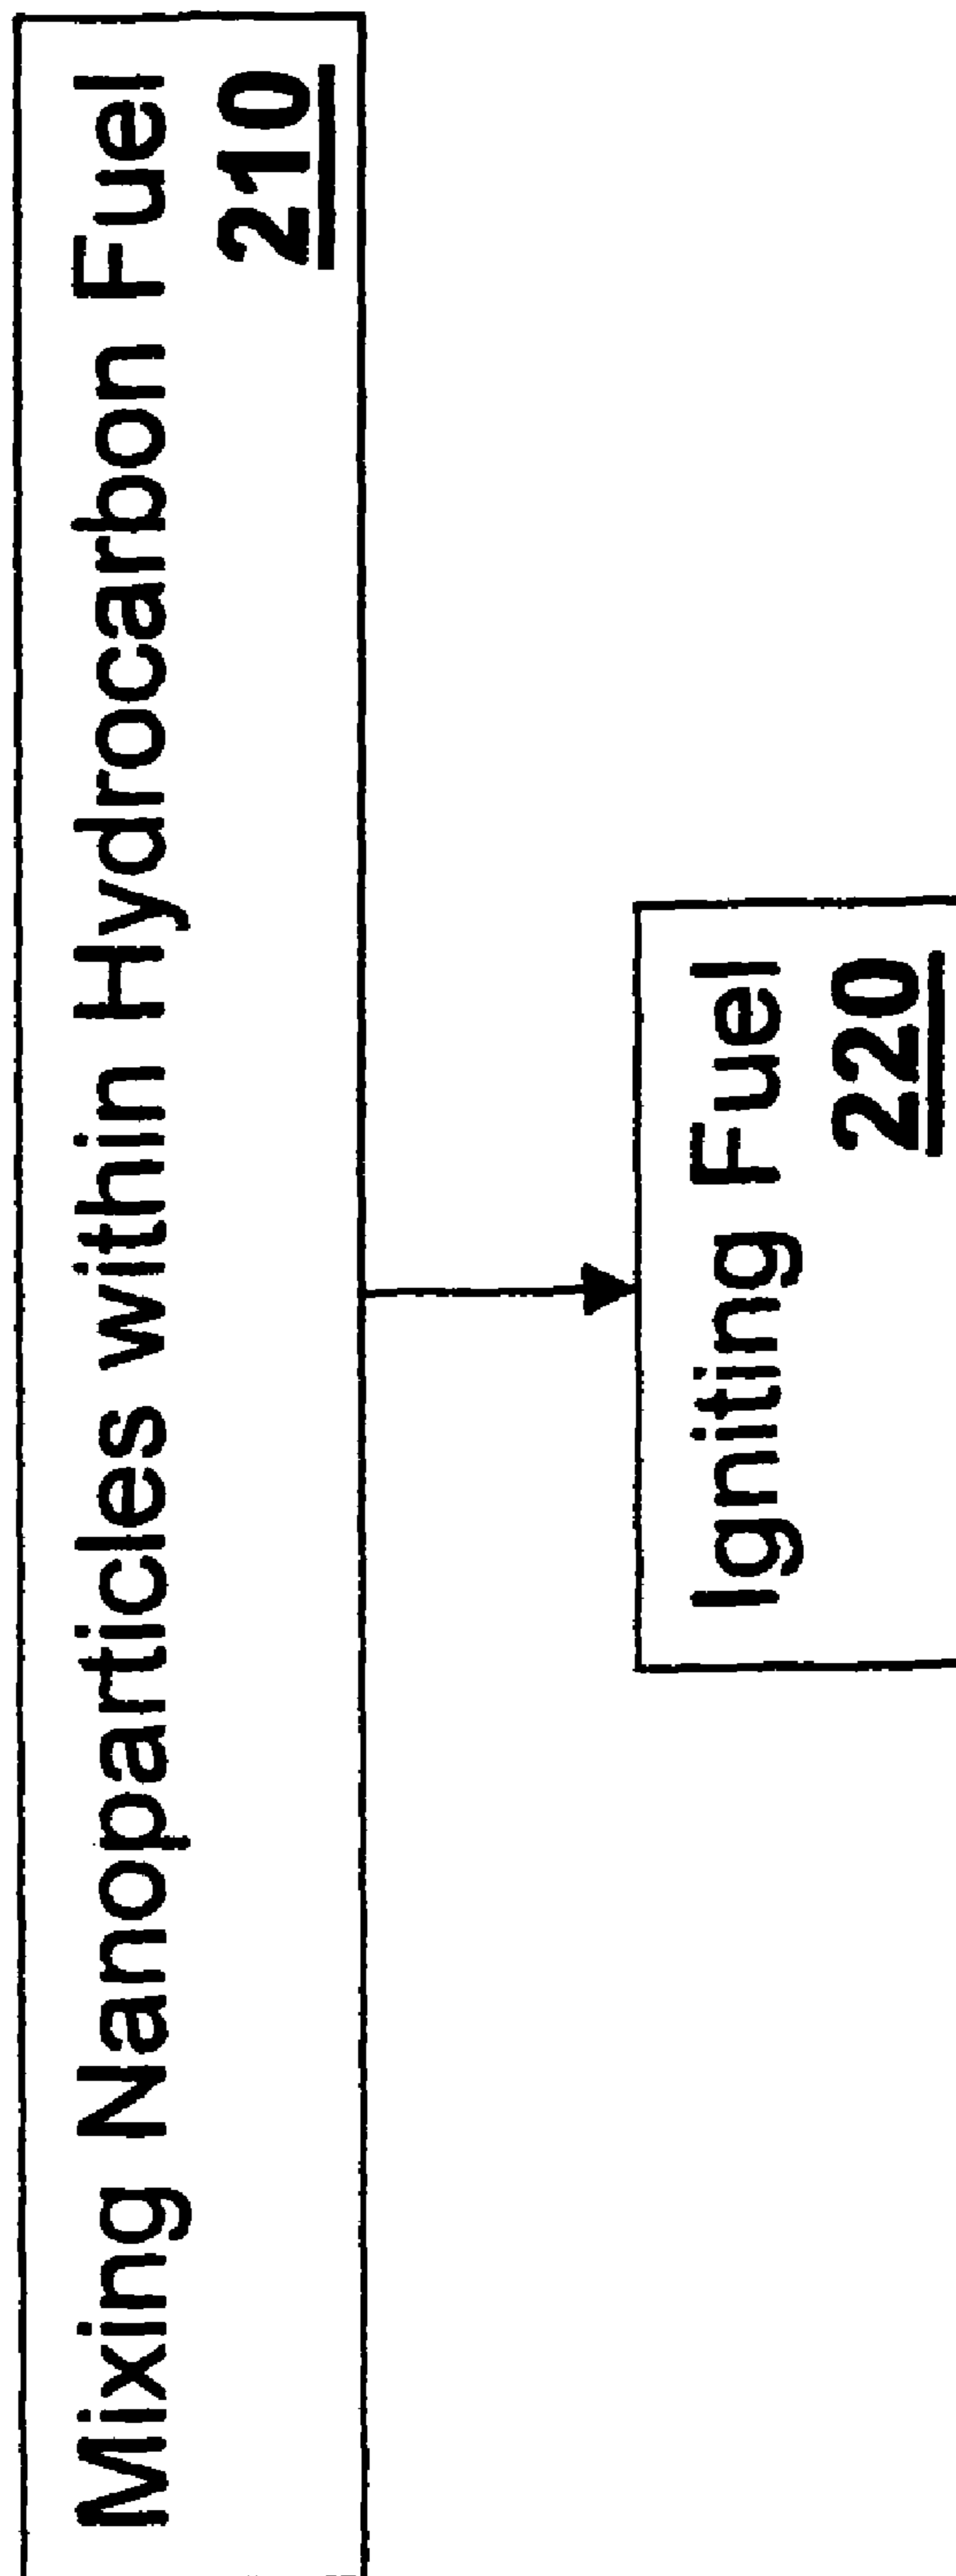 Mixing Nanoparticles within Hydrocarbon Fuel
210
Igniting Fuel
220